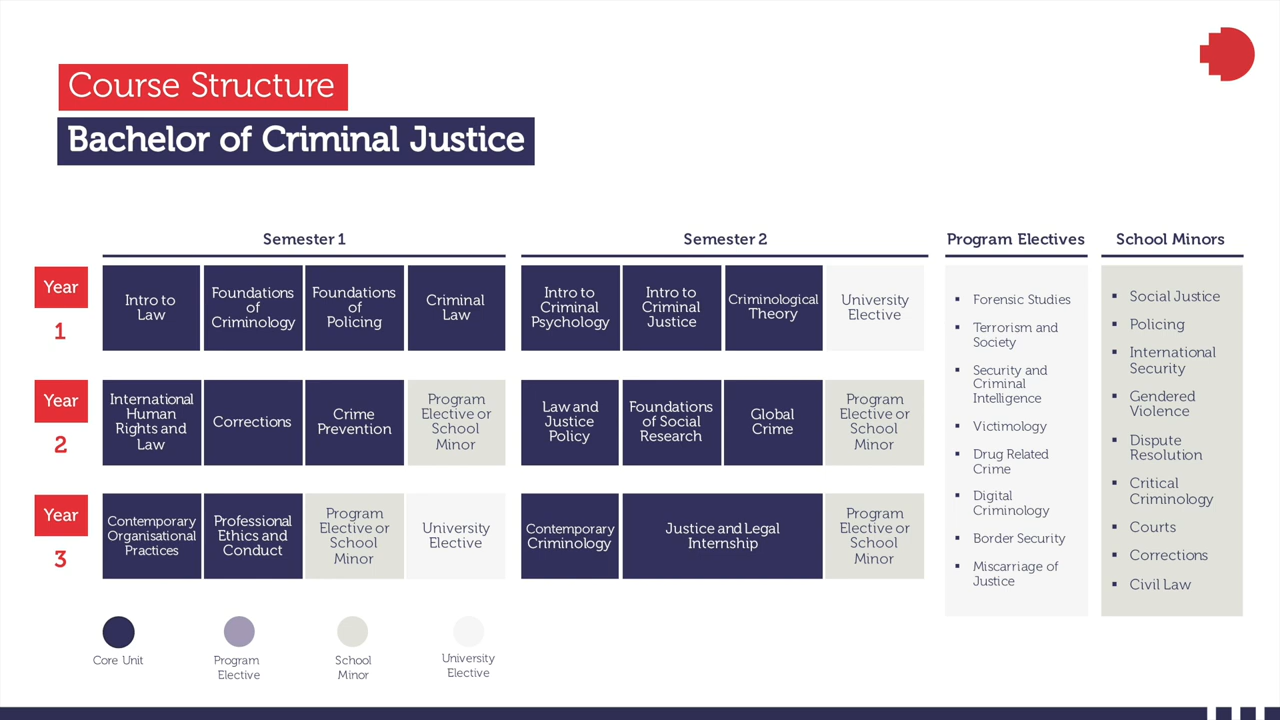 Course Structure
Bachelor of Criminal Justice
Semester 1
Semester 2
Program Electives
School Minors
Year
1
Intro to
Law
Foundations
of
Criminology
Foundations
of
Policing
Criminal
Law
Intro to
Criminal
Psychology
Intro to
Criminal
Justice
Criminological
Theory
University
Elective
Year
2
International
Human
Rights and
Law
Corrections
Crime
Prevention
Program
Elective or
School
Minor
Law and
Justice
Policy
Foundations
of Social
Research
Global
Crime
Program
Elective or
School
Minor
Year
3
Contemporary
Organisational
Practices
Professional
Ethics and
Conduct
Program
Elective or
School
Minor
University
Elective
Contemporary
Criminology
Justice and Legal
Internship
Program
Elective or
School
Minor
▪ Forensic Studies
▪ Terrorism and
Society
▪ Security and
Criminal
Intelligence
▪ Victimology
▪ Drug Related
Crime
▪ Digital
Criminology
▪ Border Security
▪ Miscarriage of
Justice
▪ Social Justice
▪ Policing
▪ International
Security
▪ Gendered
Violence
▪ Dispute
Resolution
▪ Critical
Criminology
▪ Courts
▪ Corrections
▪ Civil Law
Core Unit
Program
Elective
School
Minor
University
Elective